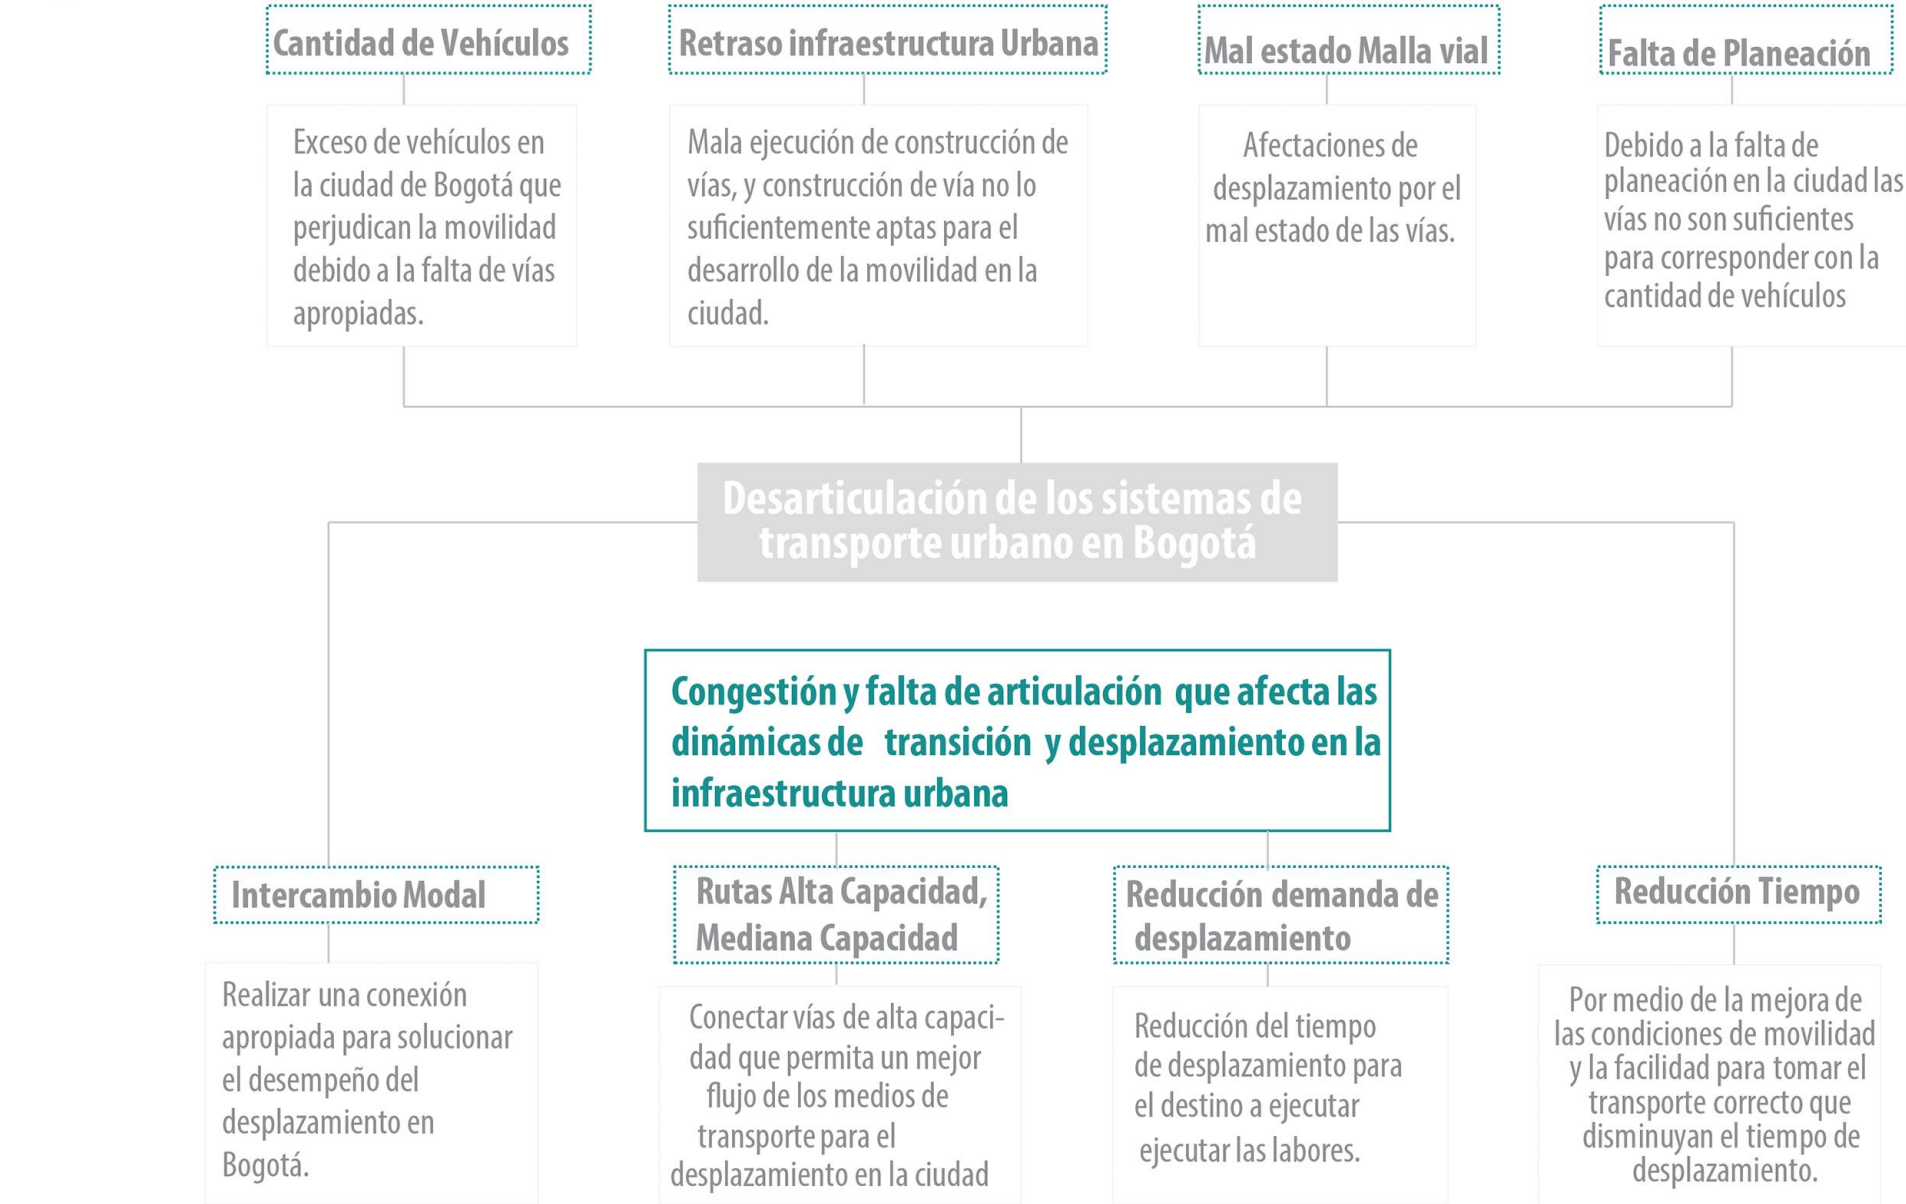 Cantidad de Vehículos
Exceso de vehículos en
la ciudad de Bogotá que
perjudican la movilidad
debido a la falta de vías
apropiadas.
Retraso infraestructura Urbana
Mala ejecución de construcción de
vías, y construcción de vía no lo
suficientemente aptas para el
desarrollo de la movilidad en la
ciudad.
Mal estado Malla vial
Afectaciones de
desplazamiento por el
mal estado de las vías.
Falta de Planeación
Debido a la falta de
planeación en la ciudad las
vías no son suficientes
para corresponder con la
cantidad de vehículos
Desarticulación de los sistemas de
transporte urbano en Bogotá
Congestión y falta de articulación que afecta las
dinámicas de transición y desplazamiento en la
infraestructura urbana
Intercambio Modal
Realizar una conexión
apropiada para solucionar
el desempeño del
desplazamiento en
Bogotá.
Rutas Alta Capacidad,
Mediana Capacidad
Conectar vías de alta capaci-
dad que permita un mejor
flujo de los medios de
transporte para el
desplazamiento en la ciudad
Reducción demanda de
desplazamiento
Reducción del tiempo
de desplazamiento para
el destino a ejecutar
ejecutar las labores.
Reducción Tiempo
Por medio de la mejora de
las condiciones de movilidad
y la facilidad para tomar el
transporte correcto que
disminuyan el tiempo de
desplazamiento.